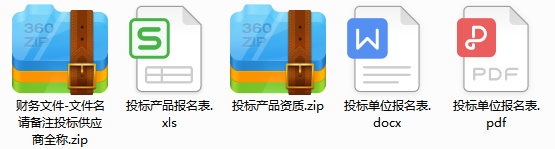 360
ZIP
S
360
ZIP
W
PDF
财务文件-文件名
请备注投标供应
商全称.zip
投标产品报名表.
xls
投标产品资质.zip
投标单位报名表.
docx
投标单位报名表.
pdf